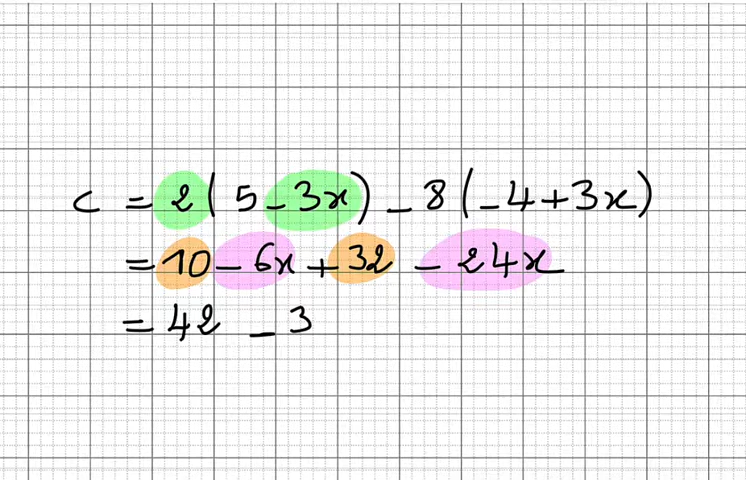 C = 2(5-3x)-8(-4+3x)
= 10-6x+32-24x
= 42 -3